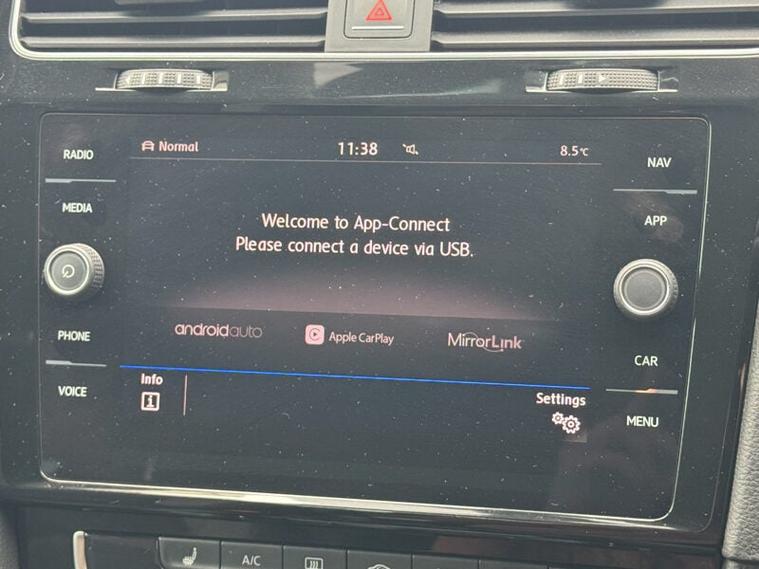 RADIO
MEDIA
PHONE
VOICE
Normal
11:38
8.5°C
Welcome to App-Connect
Please connect a device via USB.
androidauto
Apple CarPlay
MirrorLink
Info
i
Settings
NAV
APP
CAR
MENU
A/C